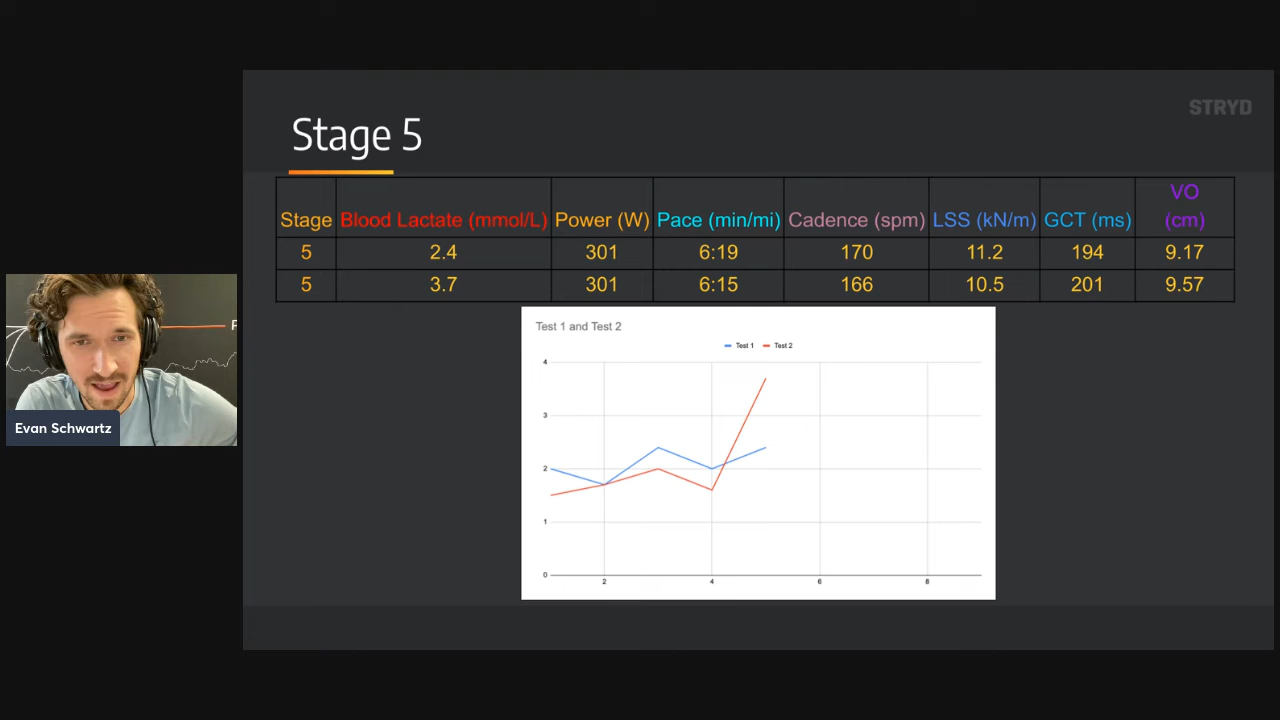 STRYD
Stage 5
Stage Blood Lactate (mmol/L) Power (W) Pace (min/mi) Cadence (spm) LSS (kN/m) GCT (ms) VO (cm)
5 2.4 301 6:19 170 11.2 194 9.17
5 3.7 301 6:15 166 10.5 201 9.57
Test 1 and Test 2
Test 1 Test 2
4
3
2
1
0
2 4 6 8
F
Evan Schwartz